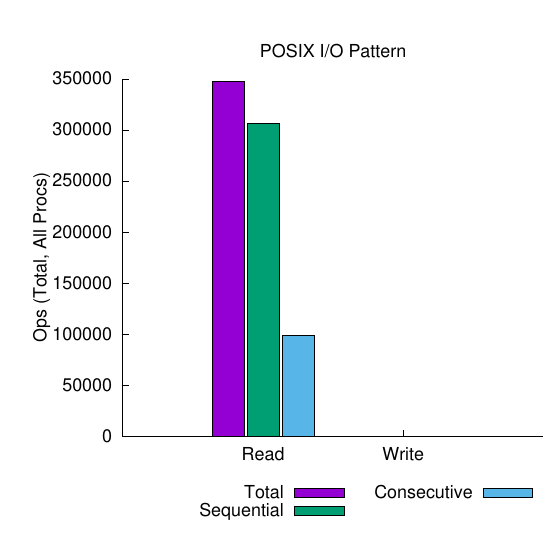 POSIX I/O Pattern
Ops (Total, All Procs)
350000
300000
250000
200000
150000
100000
50000
0
Read Write
Total Consecutive
Sequential